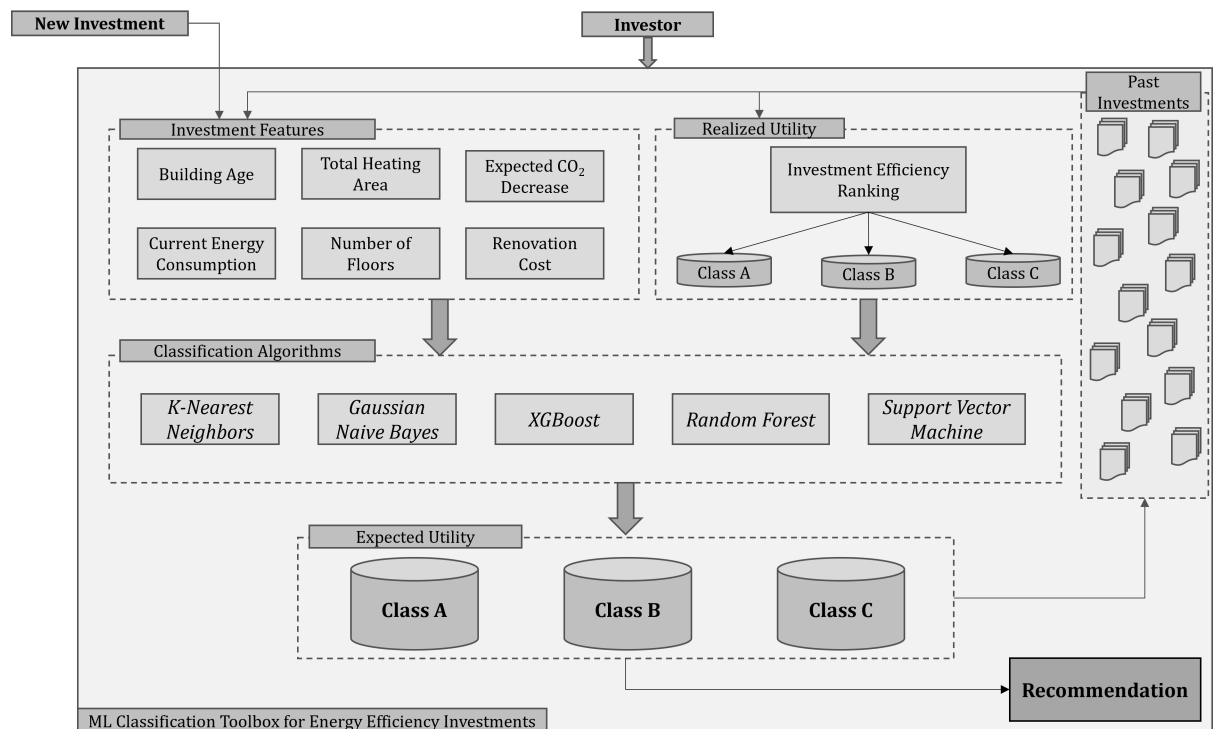 New Investment
Investor
Past
Investments
Investment Features
Realized Utility
Building Age
Total Heating
Area
Expected CO₂
Decrease
Investment Efficiency
Ranking
Current Energy
Consumption
Number of
Floors
Renovation
Cost
Class A
Class B
Class C
Classification Algorithms
K-Nearest
Neighbors
Gaussian
Naive Bayes
XGBoost
Random Forest
Support Vector
Machine
Expected Utility
Class A
Class B
Class C
Recommendation
ML Classification Toolbox for Energy Efficiency Investments